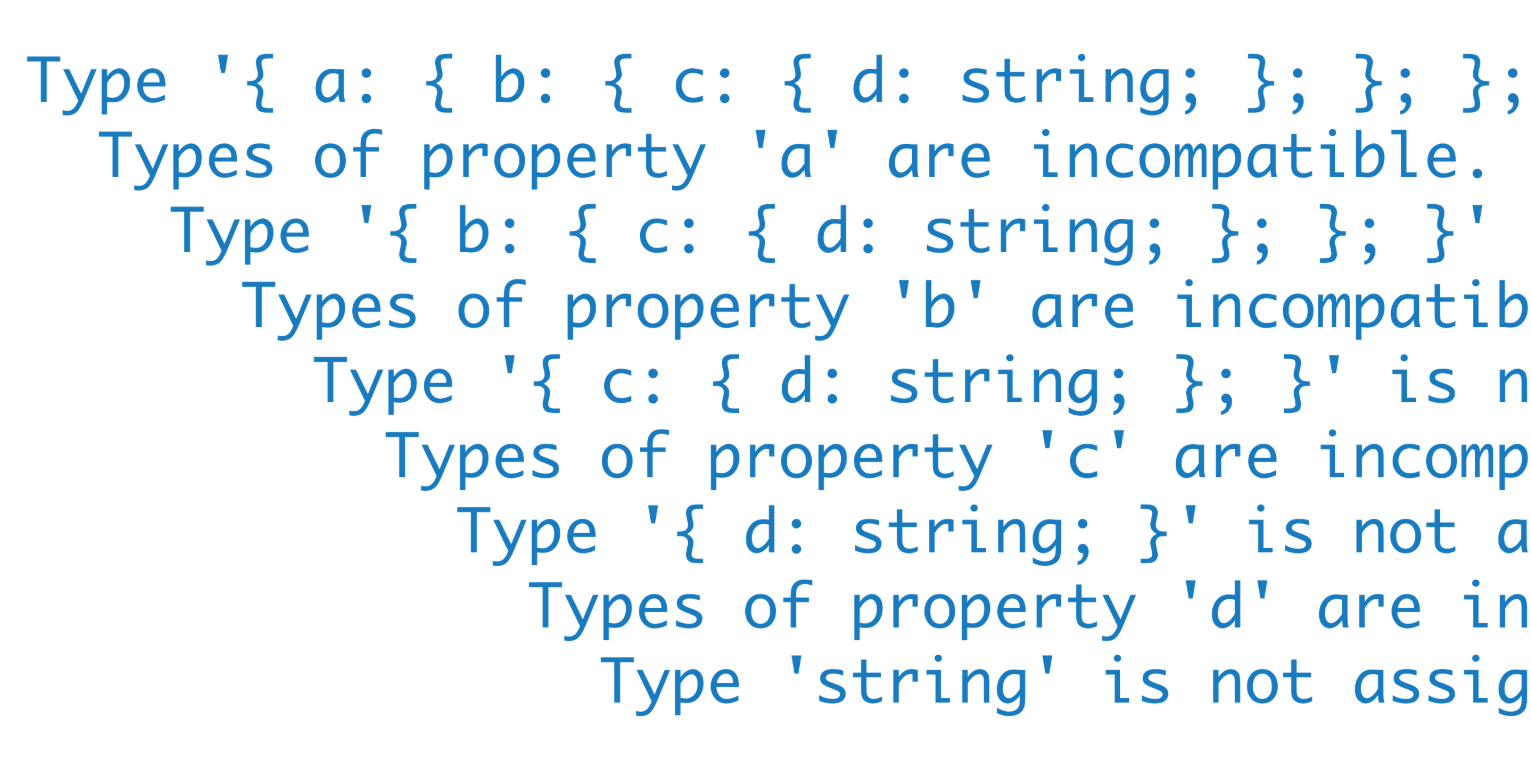 Type '{ a: { b: { c: { d: string; }; }; };
Types of property 'a' are incompatible.
Type '{ b: { c: { d: string; }; }; }'
Types of property 'b' are incompatib
Type '{ c: { d: string; }; }' is n
Types of property 'c' are incomp
Type '{ d: string; }' is not a
Types of property 'd' are in
Type 'string' is not assig